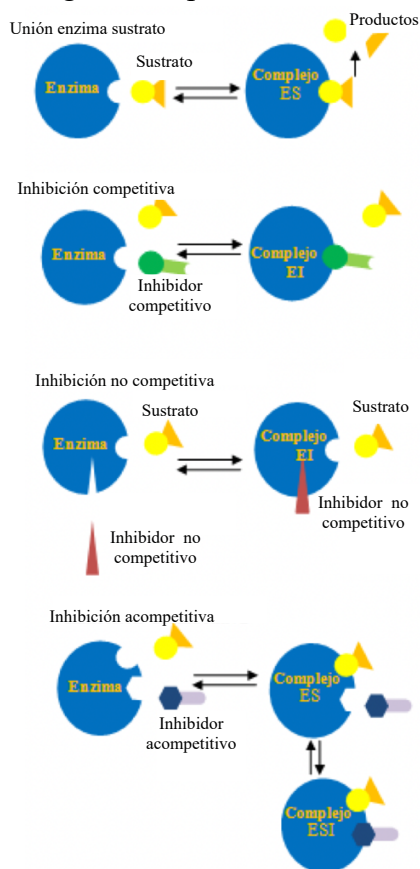 Unión enzima sustrato
Productos
Sustrato
Enzima
Complejo
ES
Inhibición competitiva
Enzima
Complejo
EI
Inhibidor
competitivo
Inhibición no competitiva
Sustrato
Sustrato
Enzima
Complejo
EI
Inhibidor no
competitivo
Inhibidor no
competitivo
Inhibición acompetitiva
Enzima
Complejo
ES
Inhibidor
acompetitivo
Complejo
ESI